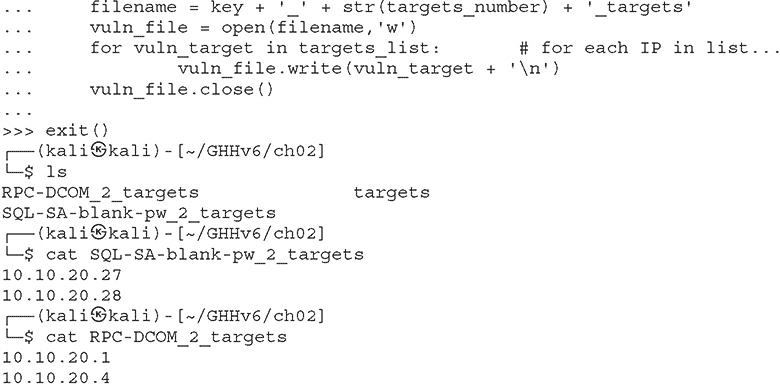 ...     filename = key + '_' + str(targets_number) + '_targets'
...     vuln_file = open(filename,'w')
...     for vuln_target in targets_list:       # for each IP in list...
...             vuln_file.write(vuln_target + '\n')
...     vuln_file.close()
...
>>> exit()
┌──(kali㉿kali)-[~/GHHv6/ch02]
└─$ ls
RPC-DCOM_2_targets              targets
SQL-SA-blank-pw_2_targets
┌──(kali㉿kali)-[~/GHHv6/ch02]
└─$ cat SQL-SA-blank-pw_2_targets
10.10.20.27
10.10.20.28
┌──(kali㉿kali)-[~/GHHv6/ch02]
└─$ cat RPC-DCOM_2_targets
10.10.20.1
10.10.20.4